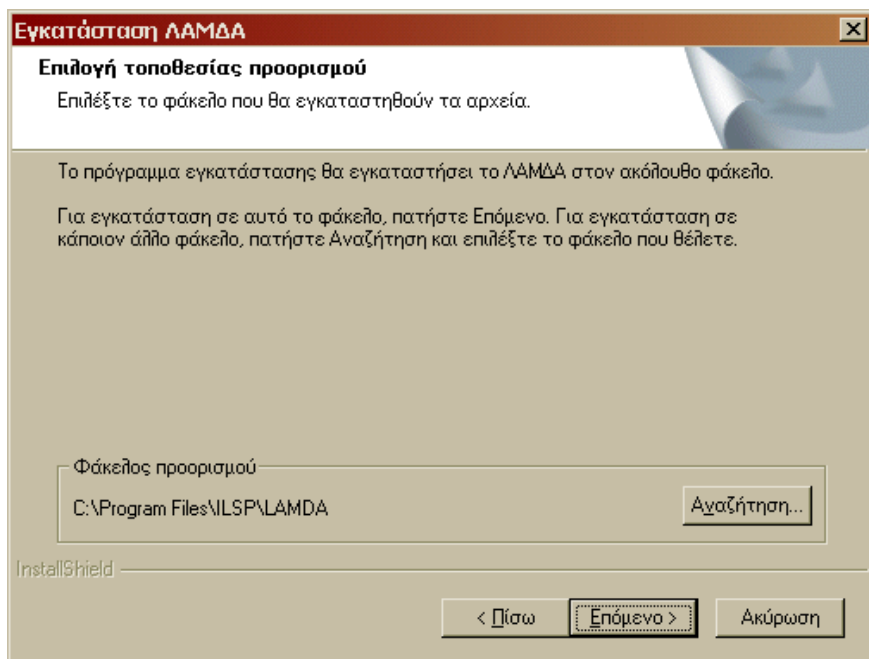 Εγκατάσταση ΛΑΜΔΑ
Επιλογή τοποθεσίας προορισμού
Επιλέξτε το φάκελο που θα εγκαταστηθούν τα αρχεία.
Το πρόγραμμα εγκατάστασης θα εγκαταστήσει το ΛΑΜΔΑ στον ακόλουθο φάκελο.
Για εγκατάσταση σε αυτό το φάκελο, πατήστε Επόμενο. Για εγκατάσταση σε
κάποιον άλλο φάκελο, πατήστε Αναζήτηση και επιλέξτε το φάκελο που θέλετε.
Φάκελος προορισμού
C:\Program Files\ILSP\LAMDA
Αναζήτηση...
InstallShield
< Πίσω
Επόμενο >
Ακύρωση